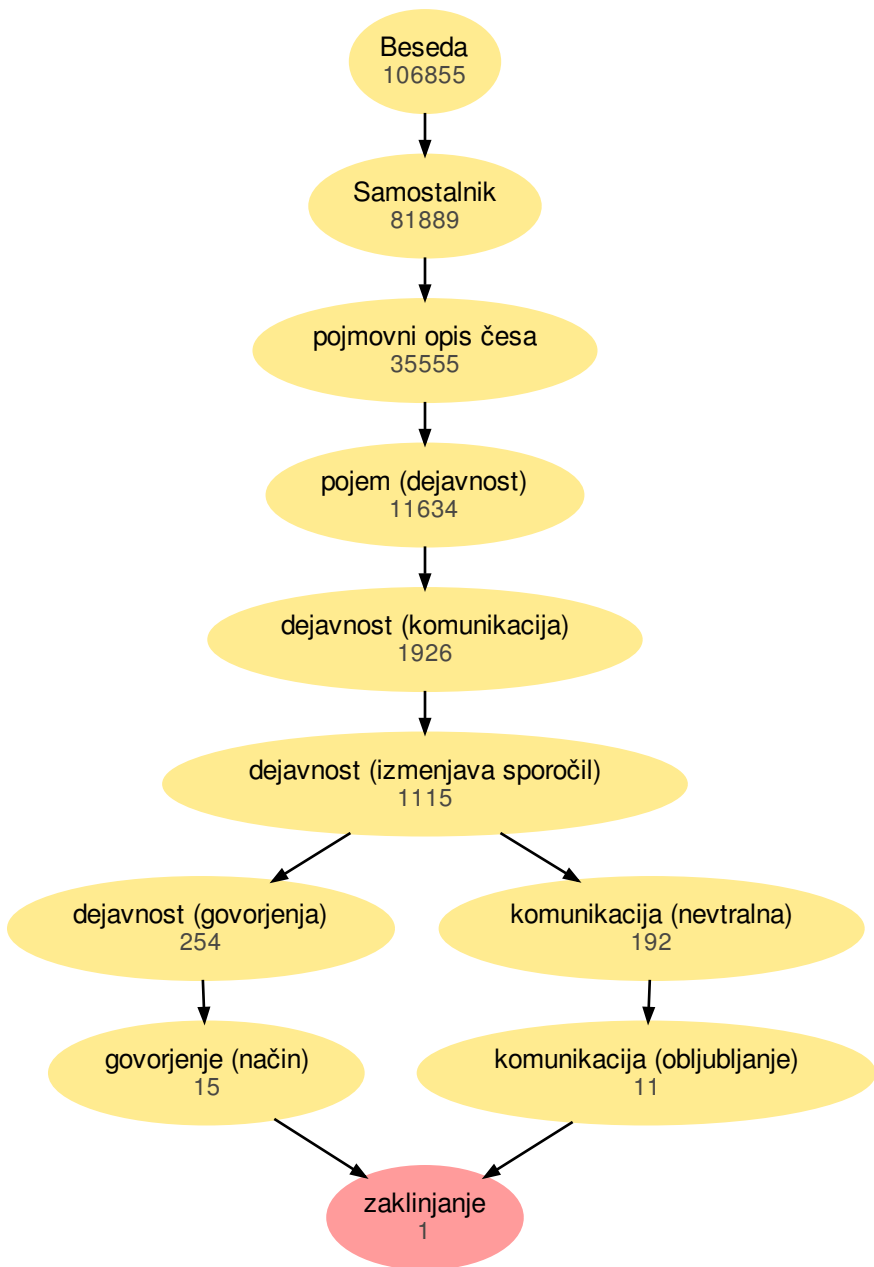 Beseda
106855
Samostalnik
81889
pojmovni opis česa
35555
pojem (dejavnost)
11634
dejavnost (komunikacija)
1926
dejavnost (izmenjava sporočil)
1115
dejavnost (govorjenja)
254
komunikacija (nevtralna)
192
govorjenje (način)
15
komunikacija (obljubljanje)
11
zaklinjanje
1